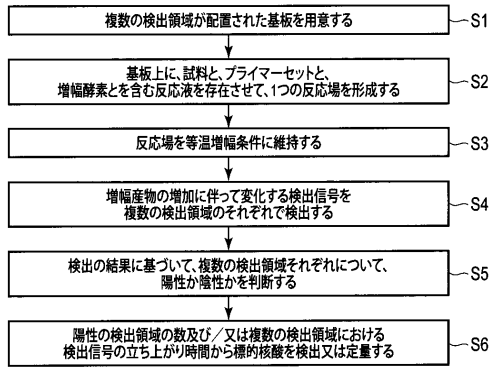 複数の検出領域が配置された基板を用意する
S1
基板上に、試料と、プライマーセットと、
増幅酵素とを含む反応液を存在させて、1つの反応場を形成する
S2
反応場を等温増幅条件に維持する
S3
増幅産物の増加に伴って変化する検出信号を
複数の検出領域のそれぞれで検出する
S4
検出の結果に基づいて、複数の検出領域それぞれについて、
陽性か陰性かを判断する
S5
陽性の検出領域の数及び/又は複数の検出領域における
検出信号の立ち上がり時間から標的核酸を検出又は定量する
S6